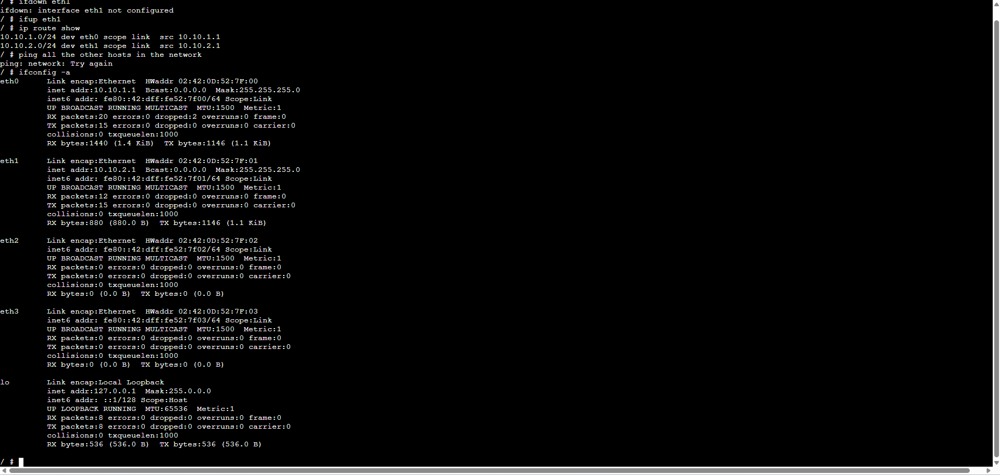 / # ifdown eth1
ifdown: interface eth1 not configured
/ # ifup eth1
/ # ip route show
10.10.1.0/24 dev eth0 scope link  src 10.10.1.1
10.10.2.0/24 dev eth1 scope link  src 10.10.2.1
/ # ping all the other hosts in the network
ping: network: Try again
/ # ifconfig -a
eth0      Link encap:Ethernet  HWaddr 02:42:0D:52:7F:00
          inet addr:10.10.1.1  Bcast:0.0.0.0  Mask:255.255.255.0
          inet6 addr: fe80::42:dff:fe52:7f00/64 Scope:Link
          UP BROADCAST RUNNING MULTICAST  MTU:1500  Metric:1
          RX packets:20 errors:0 dropped:2 overruns:0 frame:0
          TX packets:15 errors:0 dropped:0 overruns:0 carrier:0
          collisions:0 txqueuelen:1000
          RX bytes:1440 (1.4 KiB)  TX bytes:1146 (1.1 KiB)

eth1      Link encap:Ethernet  HWaddr 02:42:0D:52:7F:01
          inet addr:10.10.2.1  Bcast:0.0.0.0  Mask:255.255.255.0
          inet6 addr: fe80::42:dff:fe52:7f01/64 Scope:Link
          UP BROADCAST RUNNING MULTICAST  MTU:1500  Metric:1
          RX packets:12 errors:0 dropped:0 overruns:0 frame:0
          TX packets:15 errors:0 dropped:0 overruns:0 carrier:0
          collisions:0 txqueuelen:1000
          RX bytes:880 (880.0 B)  TX bytes:1146 (1.1 KiB)

eth2      Link encap:Ethernet  HWaddr 02:42:0D:52:7F:02
          inet6 addr: fe80::42:dff:fe52:7f02/64 Scope:Link
          UP BROADCAST RUNNING MULTICAST  MTU:1500  Metric:1
          RX packets:0 errors:0 dropped:0 overruns:0 frame:0
          TX packets:0 errors:0 dropped:0 overruns:0 carrier:0
          collisions:0 txqueuelen:1000
          RX bytes:0 (0.0 B)  TX bytes:0 (0.0 B)

eth3      Link encap:Ethernet  HWaddr 02:42:0D:52:7F:03
          inet6 addr: fe80::42:dff:fe52:7f03/64 Scope:Link
          UP BROADCAST RUNNING MULTICAST  MTU:1500  Metric:1
          RX packets:0 errors:0 dropped:0 overruns:0 frame:0
          TX packets:0 errors:0 dropped:0 overruns:0 carrier:0
          collisions:0 txqueuelen:1000
          RX bytes:0 (0.0 B)  TX bytes:0 (0.0 B)

lo        Link encap:Local Loopback
          inet addr:127.0.0.1  Mask:255.0.0.0
          inet6 addr: ::1/128 Scope:Host
          UP LOOPBACK RUNNING  MTU:65536  Metric:1
          RX packets:8 errors:0 dropped:0 overruns:0 frame:0
          TX packets:8 errors:0 dropped:0 overruns:0 carrier:0
          collisions:0 txqueuelen:1000
          RX bytes:536 (536.0 B)  TX bytes:536 (536.0 B)

/ #